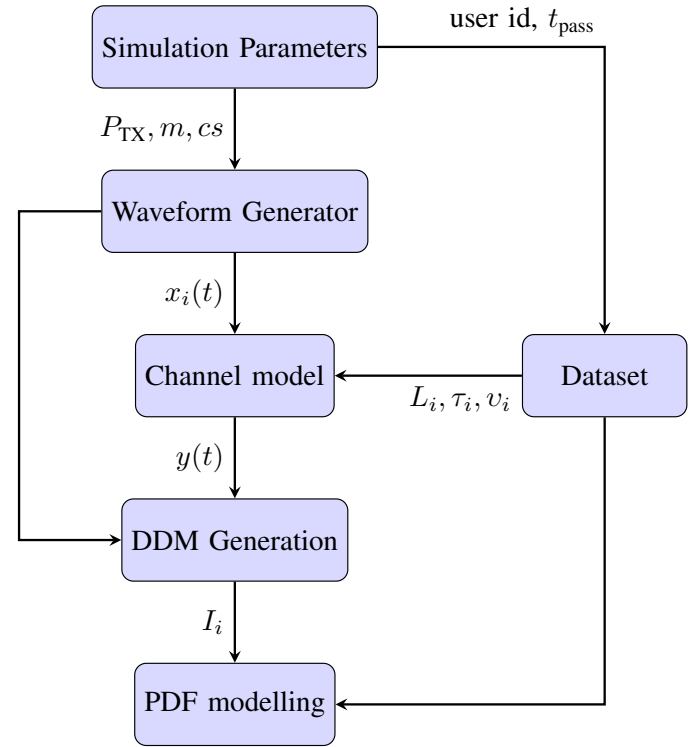 user id, t_pass
Simulation Parameters
P_TX, m, cs
Waveform Generator
x_i(t)
Channel model
Dataset
L_i, τ_i, υ_i
y(t)
DDM Generation
I_i
PDF modelling